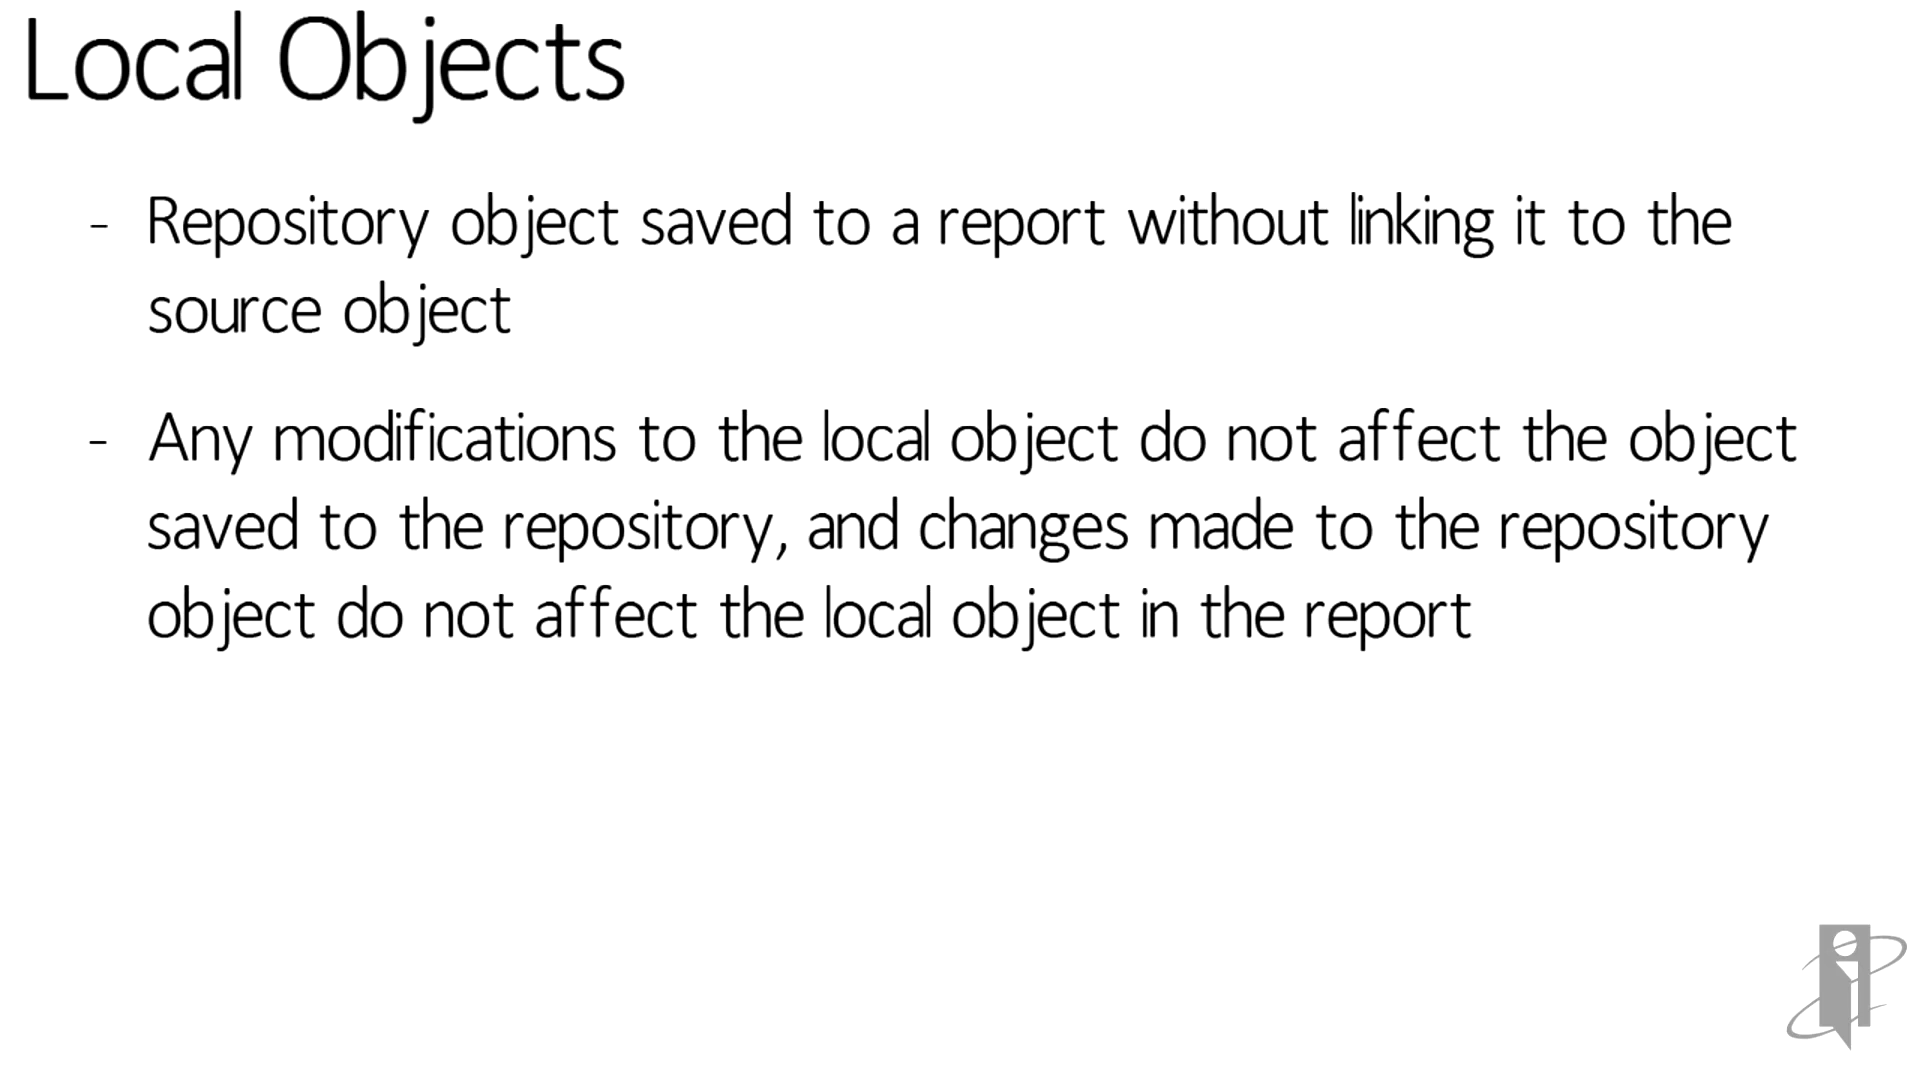 Local Objects
- Repository object saved to a report without linking it to the
source object
- Any modifications to the local object do not affect the object
saved to the repository, and changes made to the repository
object do not affect the local object in the report